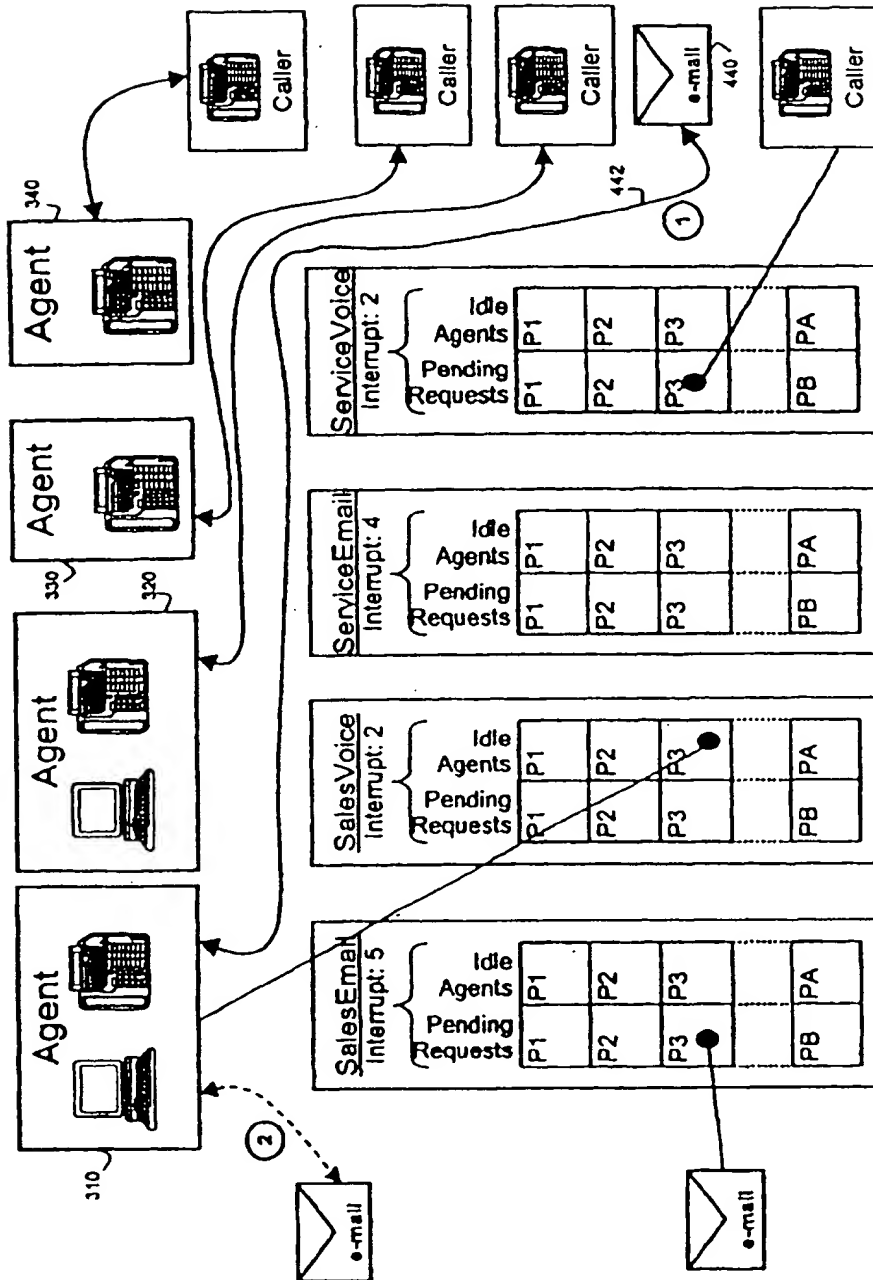 310
Agent
320
Agent
330
Agent
340
Agent
2
e-mail
Caller
Caller
Caller
442
1
e-mail
440
SalesEmail
Interrupt: 5
Pending Requests
Idle Agents
P1
P1
P2
P2
P3
P3
PB
PA
SalesVoice
Interrupt: 2
Pending Requests
Idle Agents
P1
P1
P2
P2
P3
P3
PB
PA
ServiceEmail
Interrupt: 4
Pending Requests
Idle Agents
P1
P1
P2
P2
P3
P3
PB
PA
ServiceVoice
Interrupt: 2
Pending Requests
Idle Agents
P1
P1
P2
P2
P3
P3
PB
PA
e-mail
Caller